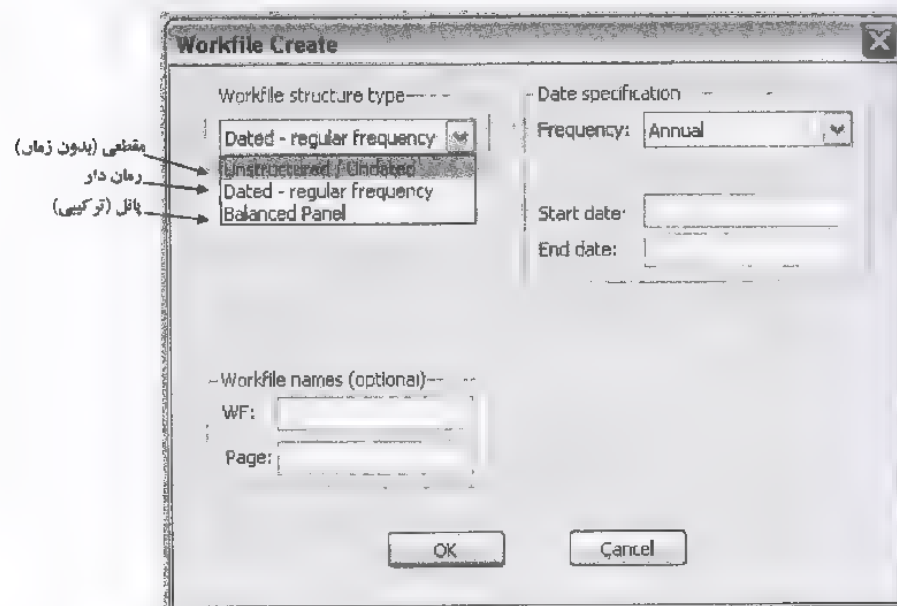 Workfile Create
Workfile structure type
Dated - regular frequency
Unstructured / Undated
Dated - regular frequency
Balanced Panel
مقطعی (بدون زمان)
زمان دار
پانل (ترکیبی)
Date specification
Frequency: Annual
Start date:
End date:
Workfile names (optional)
WF:
Page:
OK
Cancel